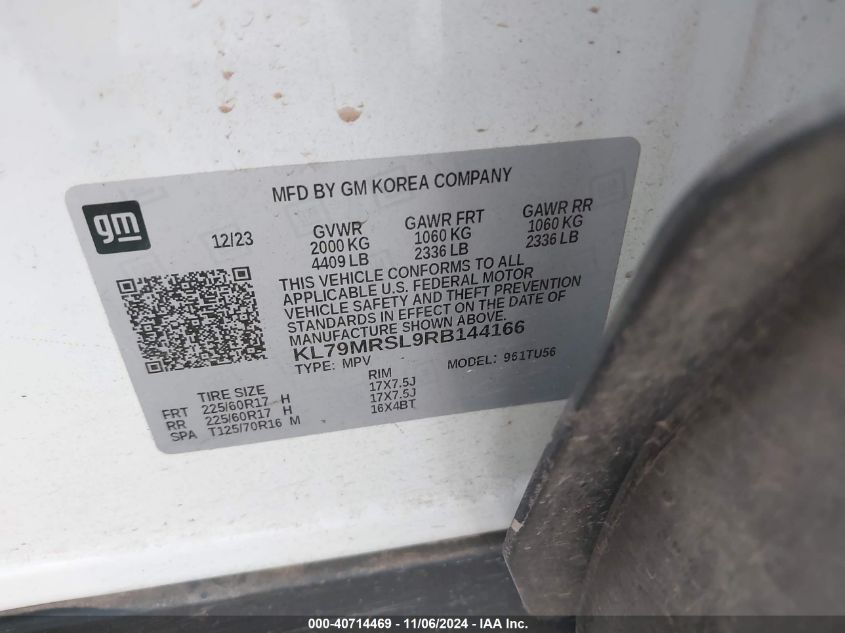 MFD BY GM KOREA COMPANY
gm
12/23
GVWR GAWR FRT GAWR RR
2000 KG 1060 KG 1060 KG
4409 LB 2336 LB 2336 LB
THIS VEHICLE CONFORMS TO ALL
APPLICABLE U.S. FEDERAL MOTOR
VEHICLE SAFETY AND THEFT PREVENTION
STANDARDS IN EFFECT ON THE DATE OF
MANUFACTURE SHOWN ABOVE.
KL79MRSL9RB144166
TYPE: MPV MODEL: 961TU56
TIRE SIZE RIM
FRT 225/60R17 H 17X7.5J
RR 225/60R17 H 17X7.5J
SPA T125/70R16 M 16X4BT
000-40714469 - 11/06/2024 - IAA Inc.